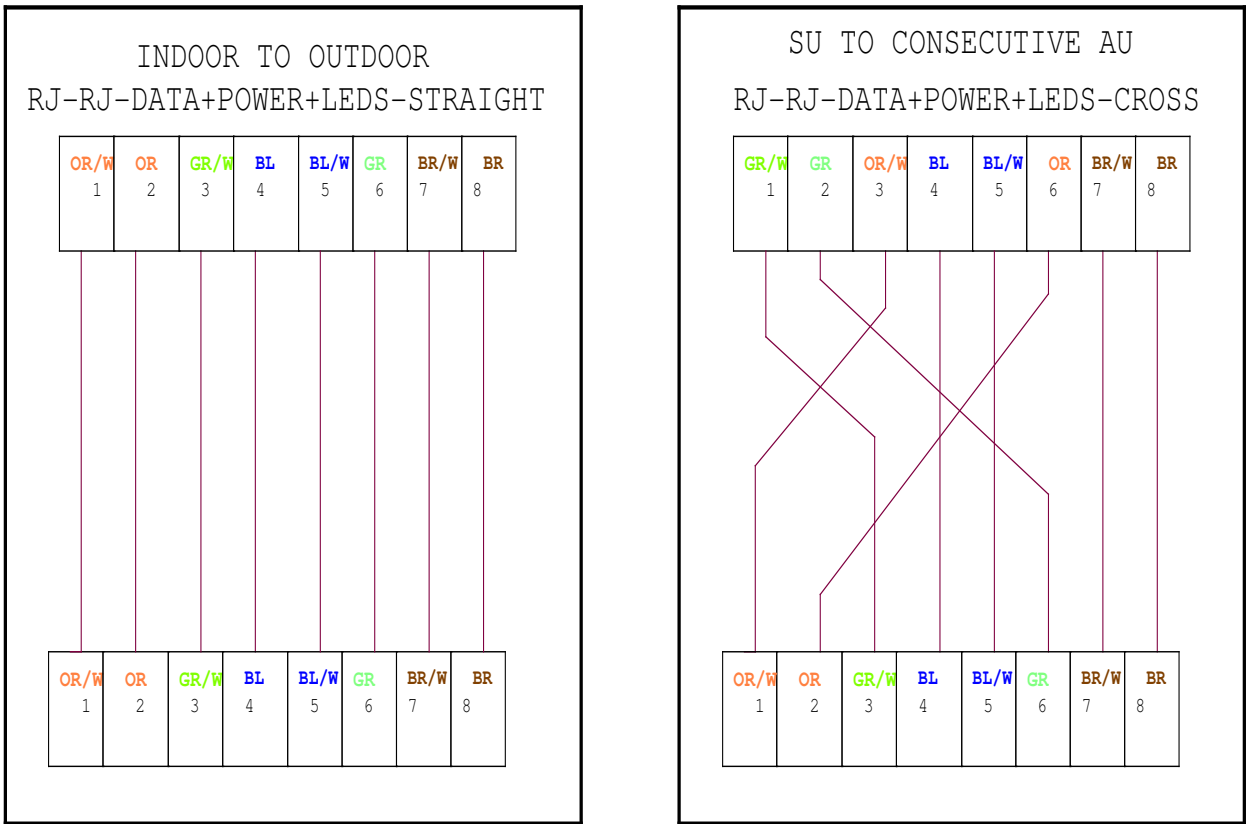 INDOOR TO OUTDOOR
RJ-RJ-DATA+POWER+LEDS-STRAIGHT
OR/W OR GR/W BL BL/W GR BR/W BR
1 2 3 4 5 6 7 8
OR/W OR GR/W BL BL/W GR BR/W BR
1 2 3 4 5 6 7 8
SU TO CONSECUTIVE AU
RJ-RJ-DATA+POWER+LEDS-CROSS
GR/W GR OR/W BL BL/W OR BR/W BR
1 2 3 4 5 6 7 8
OR/W OR GR/W BL BL/W GR BR/W BR
1 2 3 4 5 6 7 8